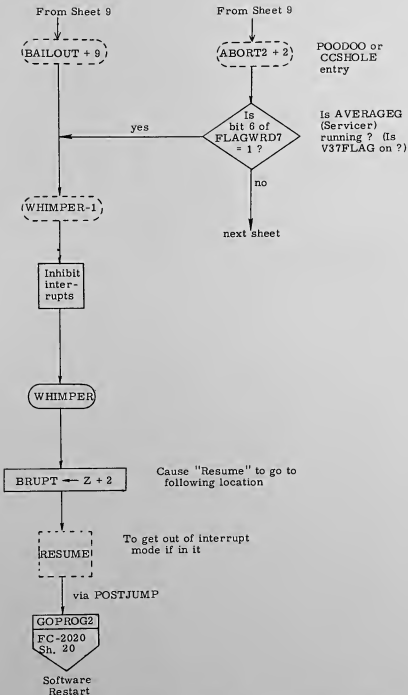 From Sheet 9
From Sheet 9
BAILOUT + 9
ABORT2 + 2
POODOO or
CCSHOLE
entry
yes
Is
bit 6 of
FLAGWRD7
= 1 ?
Is AVERAGEG
(Servicer)
running ? (Is
V37FLAG on ?)
no
next sheet
WHIMPER-1
Inhibit
inter-
rupts
WHIMPER
BRUPT ← Z + 2
Cause "Resume" to go to
following location
RESUME
To get out of interrupt
mode if in it
via POSTJUMP
GOPROG2
FC-2020
Sh. 20
Software
Restart